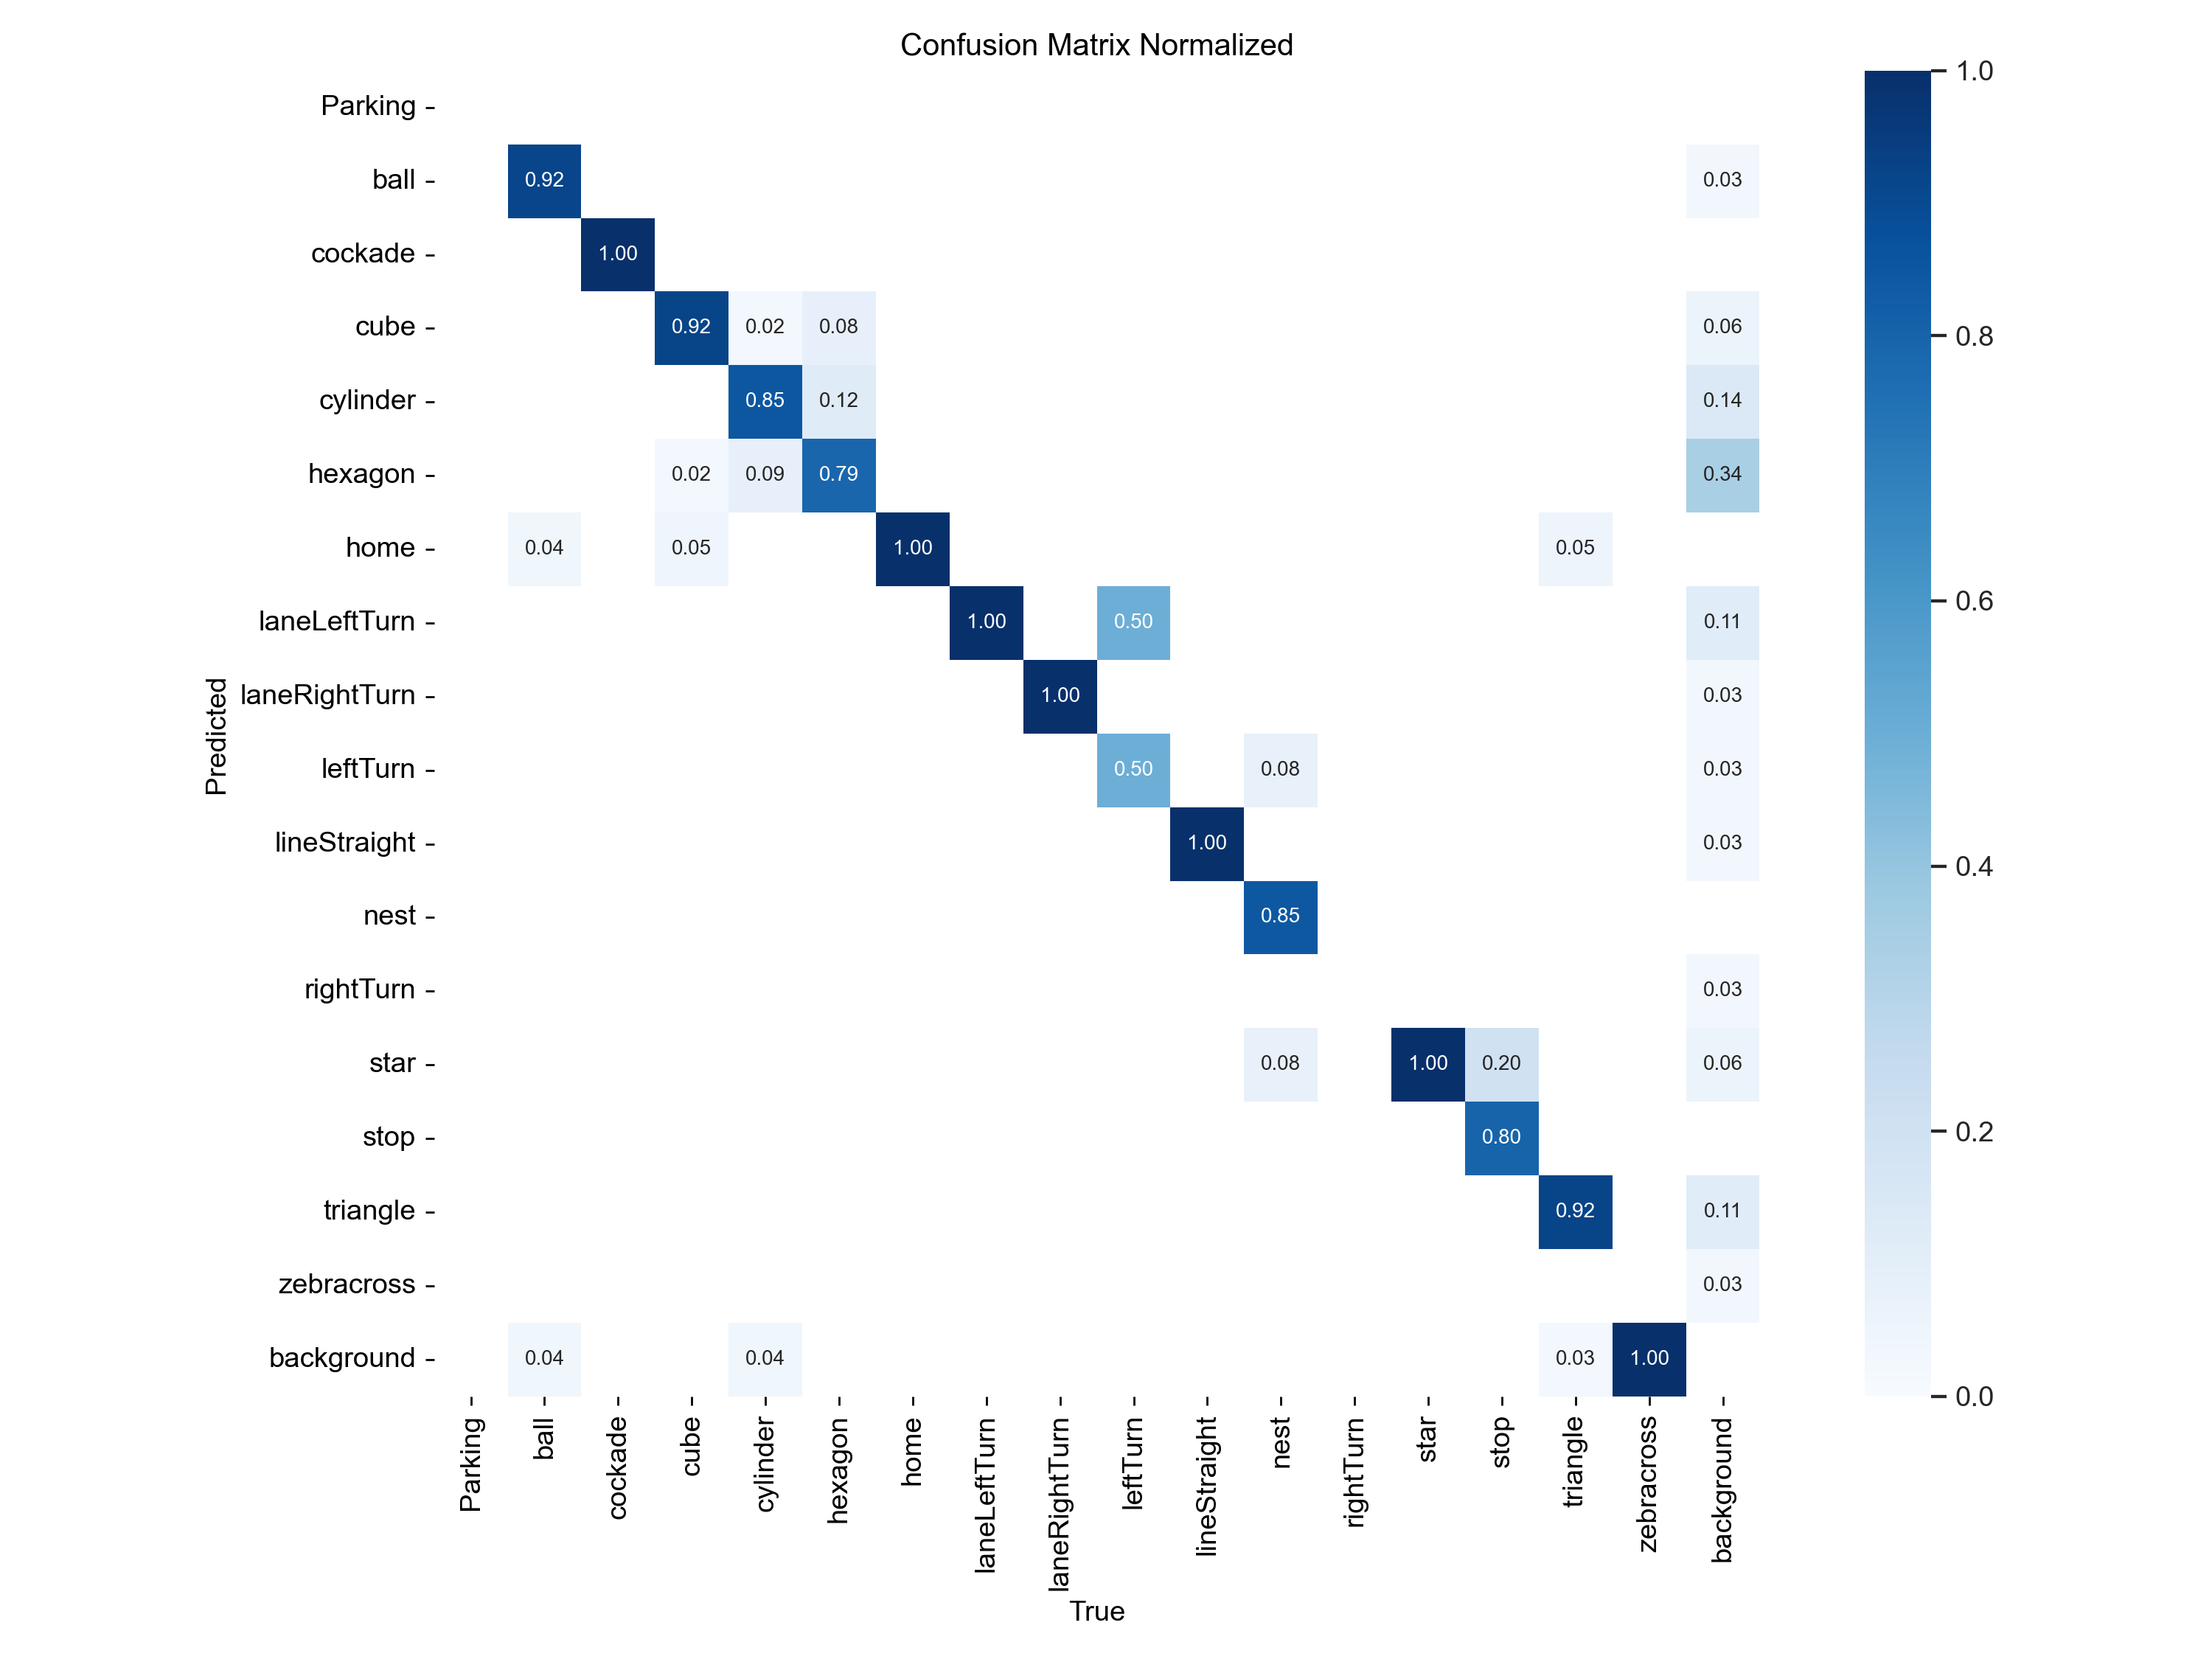 Confusion Matrix Normalized
Parking
ball 0.92 0.03
cockade 1.00
cube 0.92 0.02 0.08 0.06
cylinder 0.85 0.12 0.14
hexagon 0.02 0.09 0.79 0.34
home 0.04 0.05 1.00 0.05
laneLeftTurn 1.00 0.50 0.11
laneRightTurn 1.00 0.03
leftTurn 0.50 0.08 0.03
lineStraight 1.00 0.03
nest 0.85
rightTurn 0.03
star 0.08 1.00 0.20 0.06
stop 0.80
triangle 0.92 0.11
zebracross 0.03
background 0.04 0.04 0.03 1.00
Predicted
Parking ball cockade cube cylinder hexagon home laneLeftTurn laneRightTurn leftTurn lineStraight nest rightTurn star stop triangle zebracross background
True
1.0
0.8
0.6
0.4
0.2
0.0